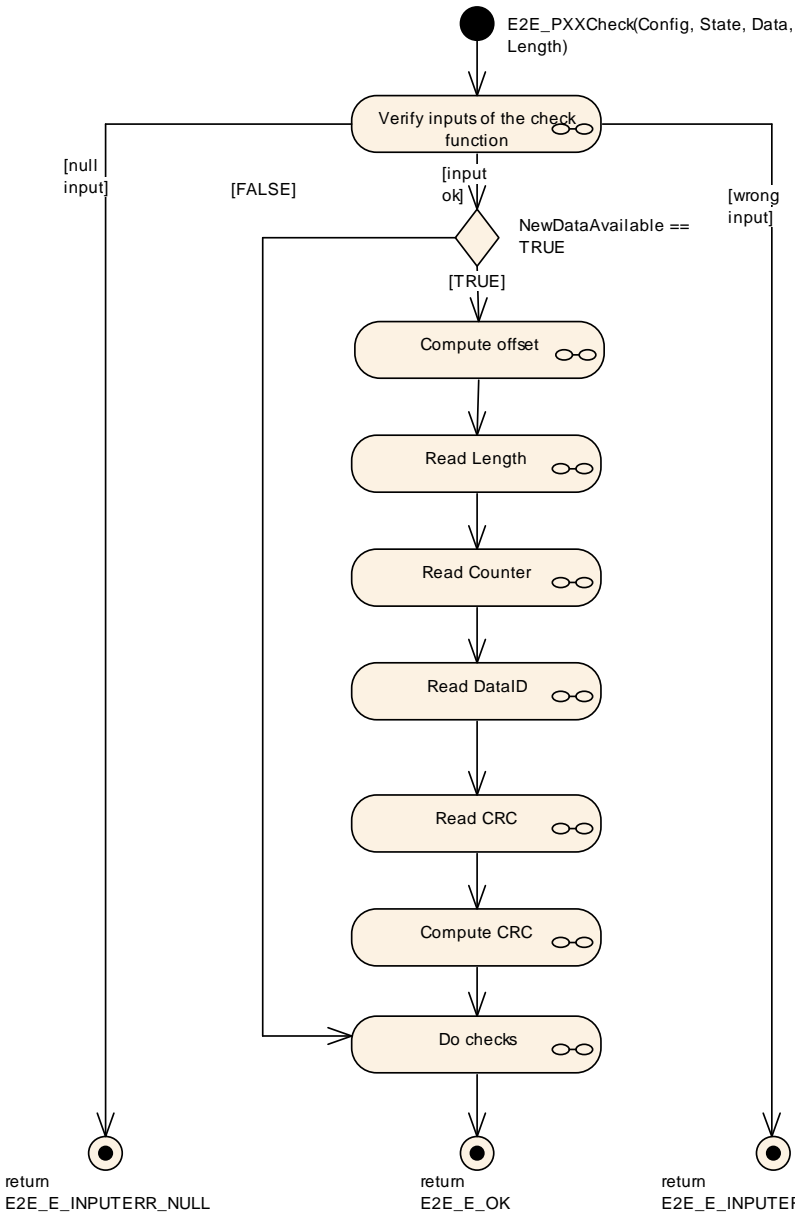 E2E_PXXCheck(Config, State, Data,
Length)
Verify inputs of the check
function
[null
input]
[input
ok]
[FALSE]
[wrong
input]
NewDataAvailable ==
TRUE
[TRUE]
Compute offset
Read Length
Read Counter
Read DataID
Read CRC
Compute CRC
Do checks
return
E2E_E_INPUTERR_NULL
return
E2E_E_OK
return